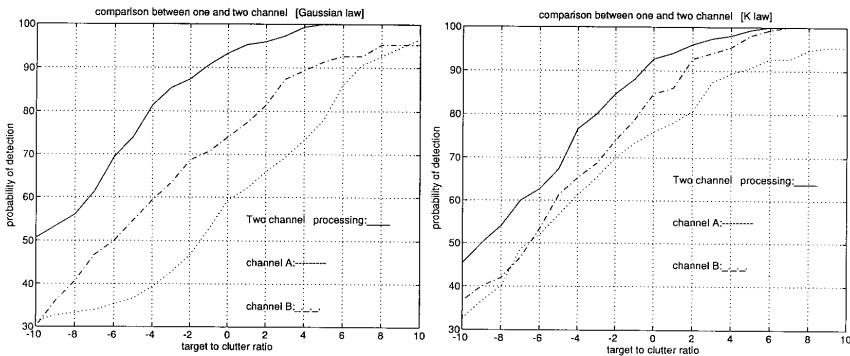 comparison between one and two channel [Gaussian law]
100
90
80
70
60
50
40
30
probability of detection
Two channel processing:
channel A:
channel B:
-10 -8 -6 -4 -2 0 2 4 6 8 10
target to clutter ratio
comparison between one and two channel [K law]
100
90
80
70
60
50
40
30
probability of detection
Two channel processing:
channel A:
channel B:
-10 -8 -6 -4 -2 0 2 4 6 8 10
target to clutter ratio